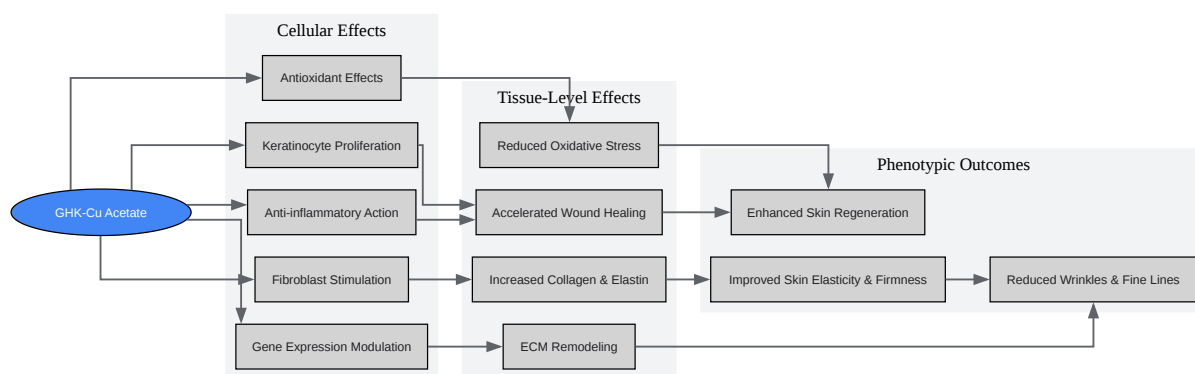 Cellular Effects
Antioxidant Effects
Tissue-Level Effects
Keratinocyte Proliferation
Reduced Oxidative Stress
Phenotypic Outcomes
GHK-Cu Acetate
Anti-inflammatory Action
Accelerated Wound Healing
Enhanced Skin Regeneration
Fibroblast Stimulation
Increased Collagen & Elastin
Improved Skin Elasticity & Firmness
Reduced Wrinkles & Fine Lines
Gene Expression Modulation
ECM Remodeling